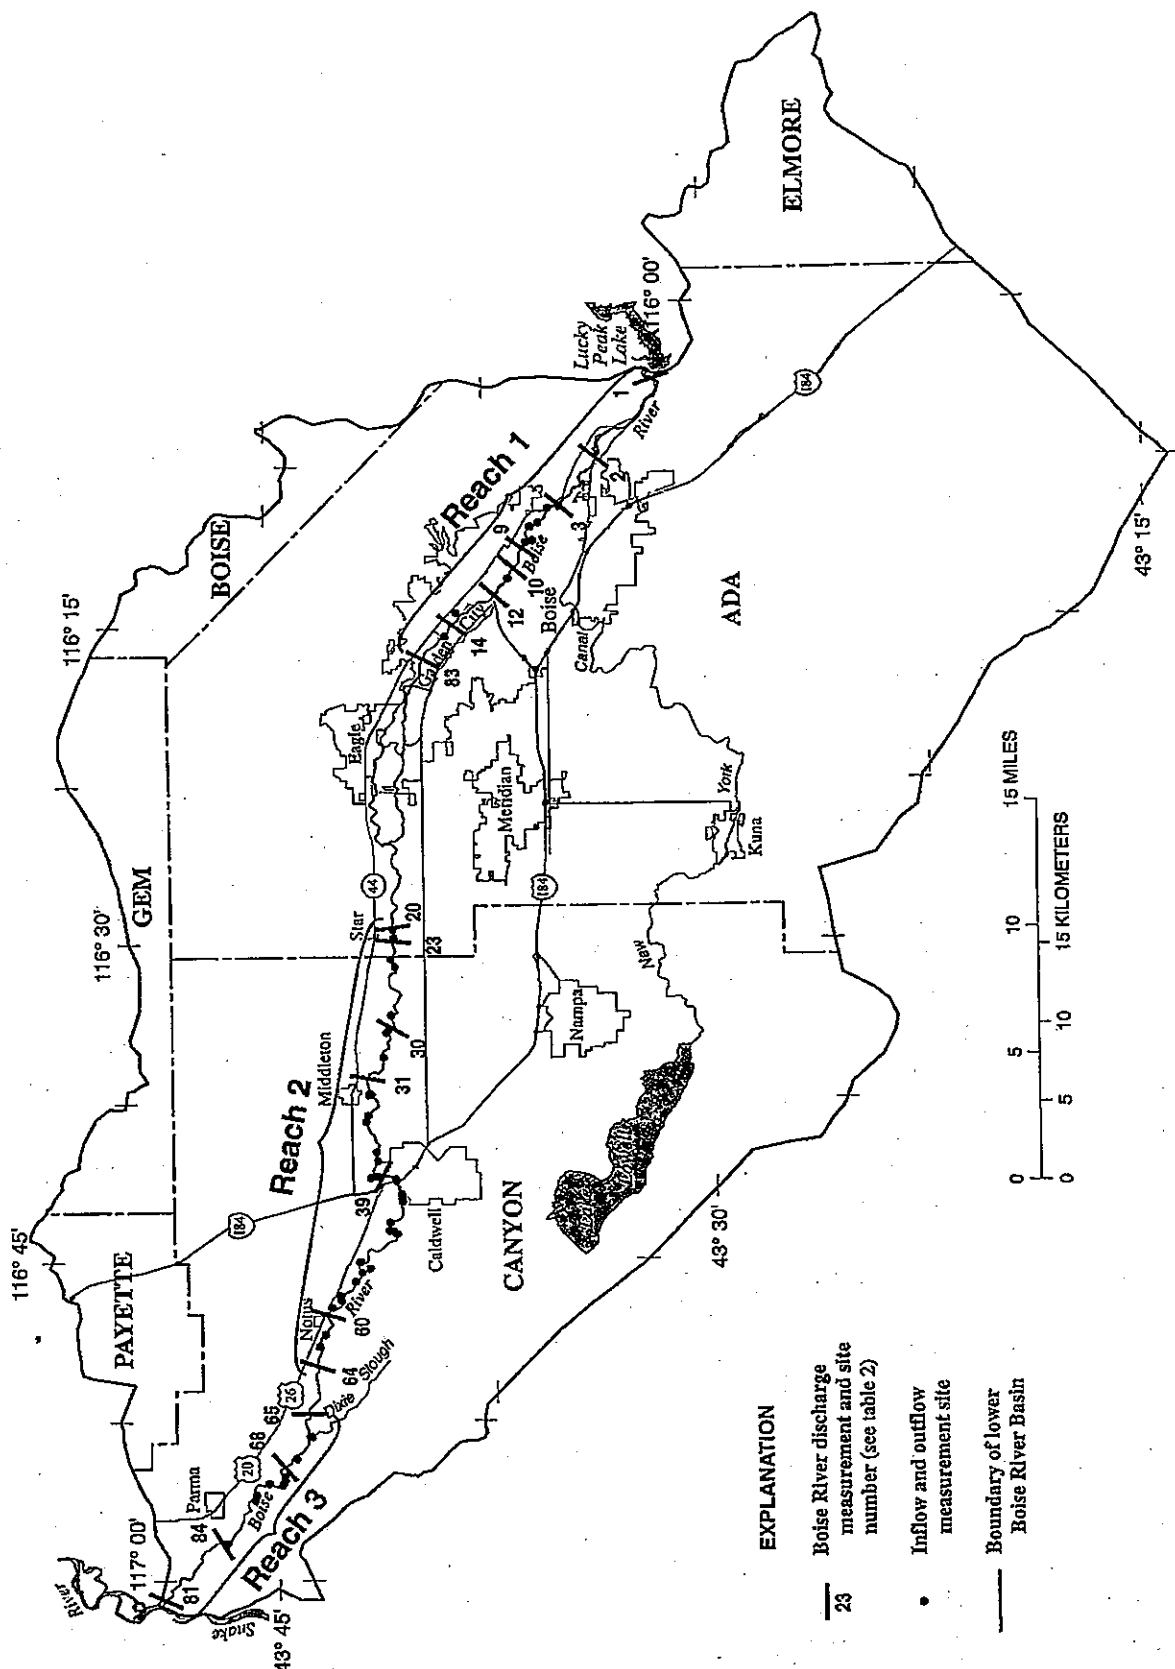 116° 45'
116° 30'
116° 15'
PAYETTE
GEM
BOISE
117° 00'
River
81
Snake
43° 45'
84
Parma
20
Boise
Reach 3
68
65
26
Dixie Slough
64
Notus
60
River
184
Reach 2
39
Caldwell
Middleton
31
30
Star
44
20
23
Eagle
Reach 1
Garden City
83
14
12
10
9
Boise
3
2
River
1
Lucky
Peak
Lake
116° 00'
ELMORE
CANYON
Nampa
184
Meridian
Boise
Canal
ADA
184
New
York
Kuna
Lake
Lowell
43° 30'
43° 15'
0 5 10 15 MILES
0 5 10 15 KILOMETERS
EXPLANATION
23
Boise River discharge
measurement and site
number (see table 2)
Inflow and outflow
measurement site
Boundary of lower
Boise River Basin